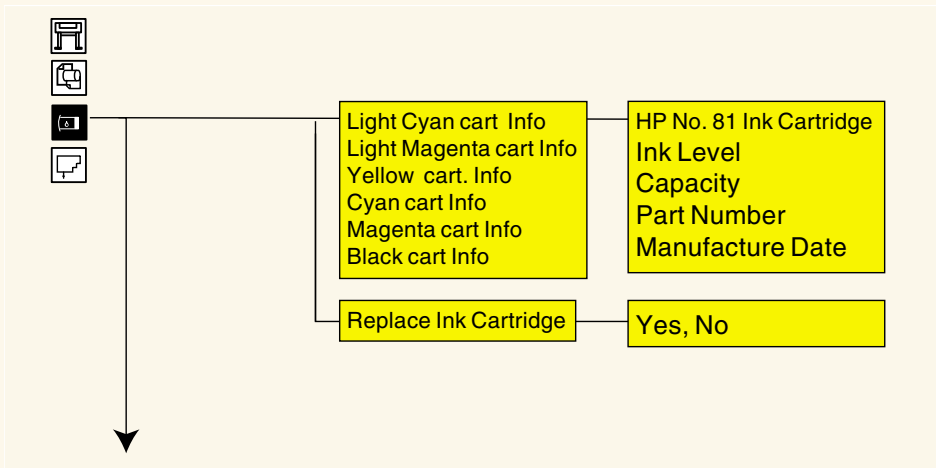 Light Cyan cart Info
Light Magenta cart Info
Yellow cart. Info
Cyan cart Info
Magenta cart Info
Black cart Info
HP No. 81 Ink Cartridge
Ink Level
Capacity
Part Number
Manufacture Date
Replace Ink Cartridge
Yes, No